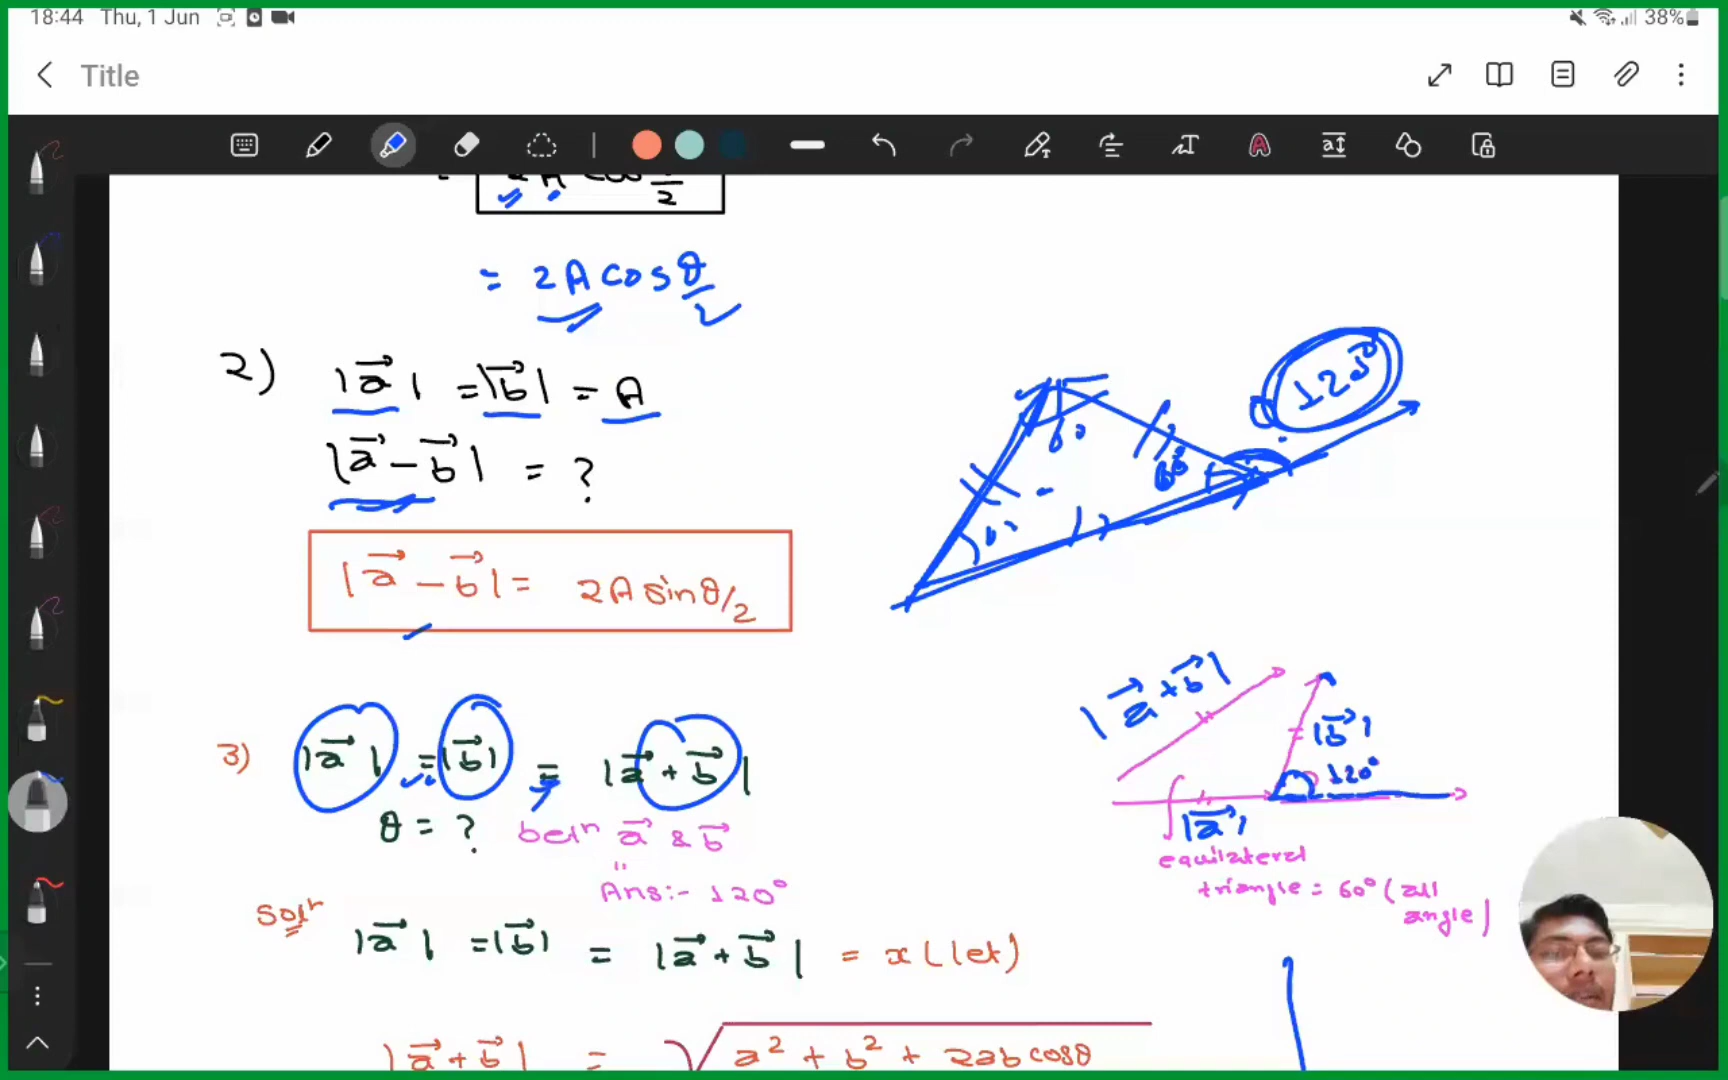 18:44 Thu, 1 Jun
38%
Title
2
= 2A cos θ/2
2) |a⃗| = |b⃗| = A
|a⃗ - b⃗| = ?
|a⃗ - b⃗| = 2A sin θ/2
60
60
120°
|a⃗ + b⃗|
|b⃗|
120°
|a⃗|
equilateral
triangle = 60° (all
angle)
3) |a⃗| = |b⃗| = |a⃗ + b⃗|
θ = ? betn a⃗ & b⃗
Ans:- 120°
Soln
|a⃗| = |b⃗| = |a⃗ + b⃗| = x (let)
|a⃗ + b⃗| = √a² + b² + 2ab cosθ